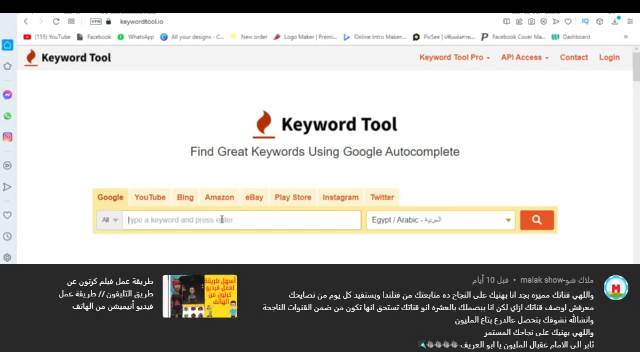 keywordtool.io
(153) YouTube
Facebook
WhatsApp
All your designs - C...
New order
Logo Maker | Premi...
Online Intro Maker...
Facebook Cover Ma...
Dashboard
Keyword Tool
Keyword Tool Pro
API Access
Contact
Login
Keyword Tool
Find Great Keywords Using Google Autocomplete
Google
YouTube
Bing
Amazon
eBay
Play Store
Instagram
Twitter
All
Type a keyword and press enter
Egypt / Arabic - العربية
ملاك شو-malak show • قبل 10 أيام
واللهي قناتك مميزه بجد انا بهنيك على النجاح ده متابعتك من فنلندا وبستفيد كل يوم من نصايحك
معرفش اوصف قناتك ازاي لكن انا ببصملك بالعشره انو قناتك تستحق انها تكون من ضمن القنوات الناجحة
وانشالله نشوفك بتحصل عالدرع بتاع المليون
واللهي بهنيك على نجاحك المستمر
ثابر الى الامام عقبال المليون يا ابو العريف
طريقة عمل فيلم كرتون عن
طريق التليفون // طريقة عمل
فيديو أنيميشن من الهاتف